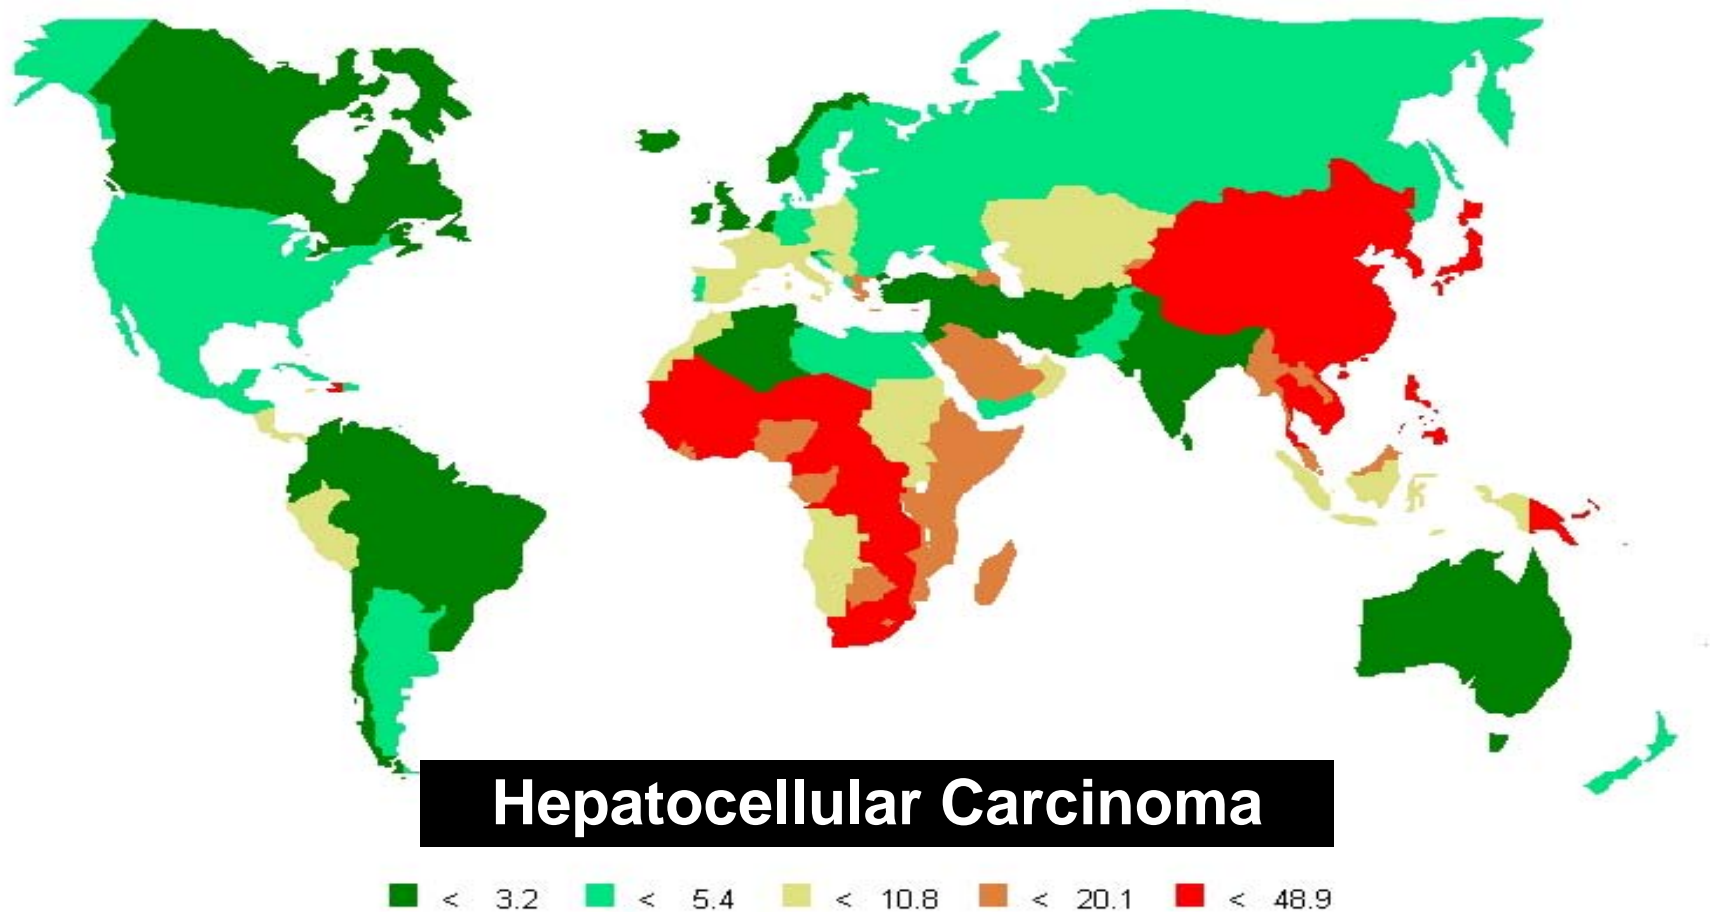 Hepatocellular Carcinoma
< 3.2 < 5.4 < 10.8 < 20.1 < 48.9